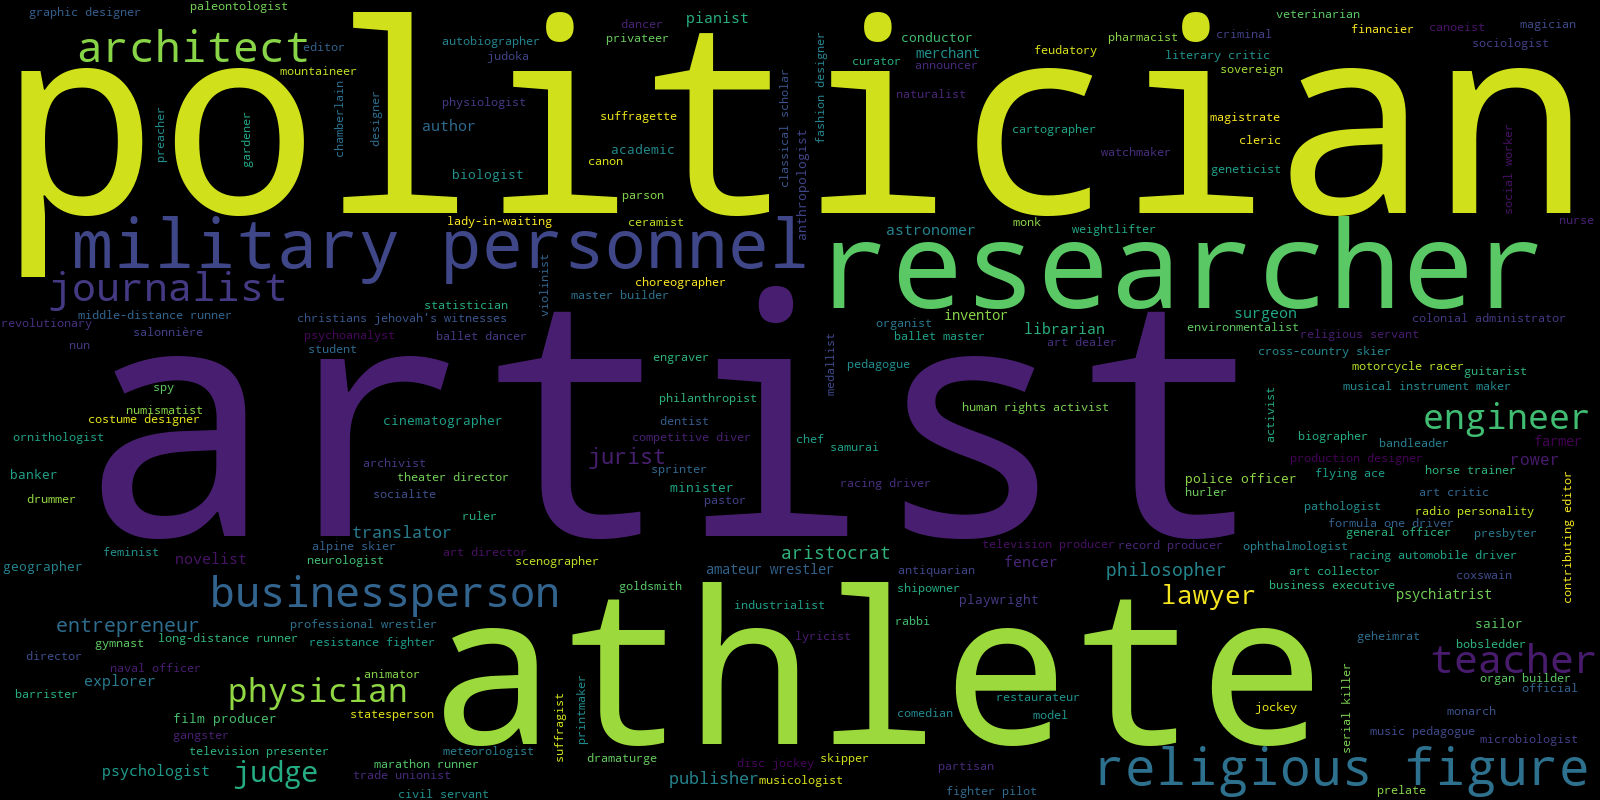 graphic designer
paleontologist
politician
architect
editor
mountaineer
autobiographer
judoka
dancer
privateer
pianist
conductor
merchant
curator
announcer
feudatory
pharmacist
criminal
veterinarian
financier
canoeist
magician
sociologist
literary critic
sovereign
naturalist
preacher
gardener
chamberlain
designer
physiologist
author
suffragette
academic
canon
biologist
parson
classical scholar
anthropologist
fashion designer
cartographer
watchmaker
magistrate
cleric
geneticist
social worker
nurse
lady-in-waiting
ceramist
monk
weightlifter
astronomer
military personnel
researcher
journalist
violinist
choreographer
master builder
statistician
middle-distance runner
revolutionary
salonnière
nun
christians jehovah's witnesses
psychoanalyst
ballet dancer
student
inventor
organist
ballet master
librarian
art dealer
surgeon
environmentalist
colonial administrator
religious servant
artist
engraver
medallist
pedagogue
cross-country skier
motorcycle racer
guitarist
musical instrument maker
spy
numismatist
costume designer
ornithologist
cinematographer
philanthropist
dentist
competitive diver
human rights activist
activist
engineer
biographer
bandleader
farmer
chef
samurai
jurist
sprinter
archivist
theater director
socialite
banker
drummer
minister
pastor
racing driver
production designer
rower
flying ace
horse trainer
police officer
hurler
art critic
pathologist
radio personality
formula one driver
general officer
presbyter
contributing editor
ruler
translator
alpine skier
neurologist
art director
scenographer
feminist
novelist
geographer
aristocrat
television producer
record producer
ophthalmologist
racing automobile driver
fencer
amateur wrestler
antiquarian
philosopher
art collector
coxswain
business executive
businessperson
goldsmith
shipowner
playwright
lawyer
psychiatrist
industrialist
athlete
entrepreneur
professional wrestler
rabbi
sailor
gymnast
long-distance runner
resistance fighter
lyricist
geheimrat
bobsledder
director
naval officer
teacher
explorer
animator
organ builder
official
barrister
physician
suffragist
printmaker
restaurateur
serial killer
film producer
statesperson
comedian
model
jockey
monarch
gangster
music pedagogue
microbiologist
television presenter
meteorologist
dramaturge
skipper
marathon runner
disc jockey
partisan
religious figure
psychologist
judge
trade unionist
publisher
musicologist
civil servant
fighter pilot
prelate